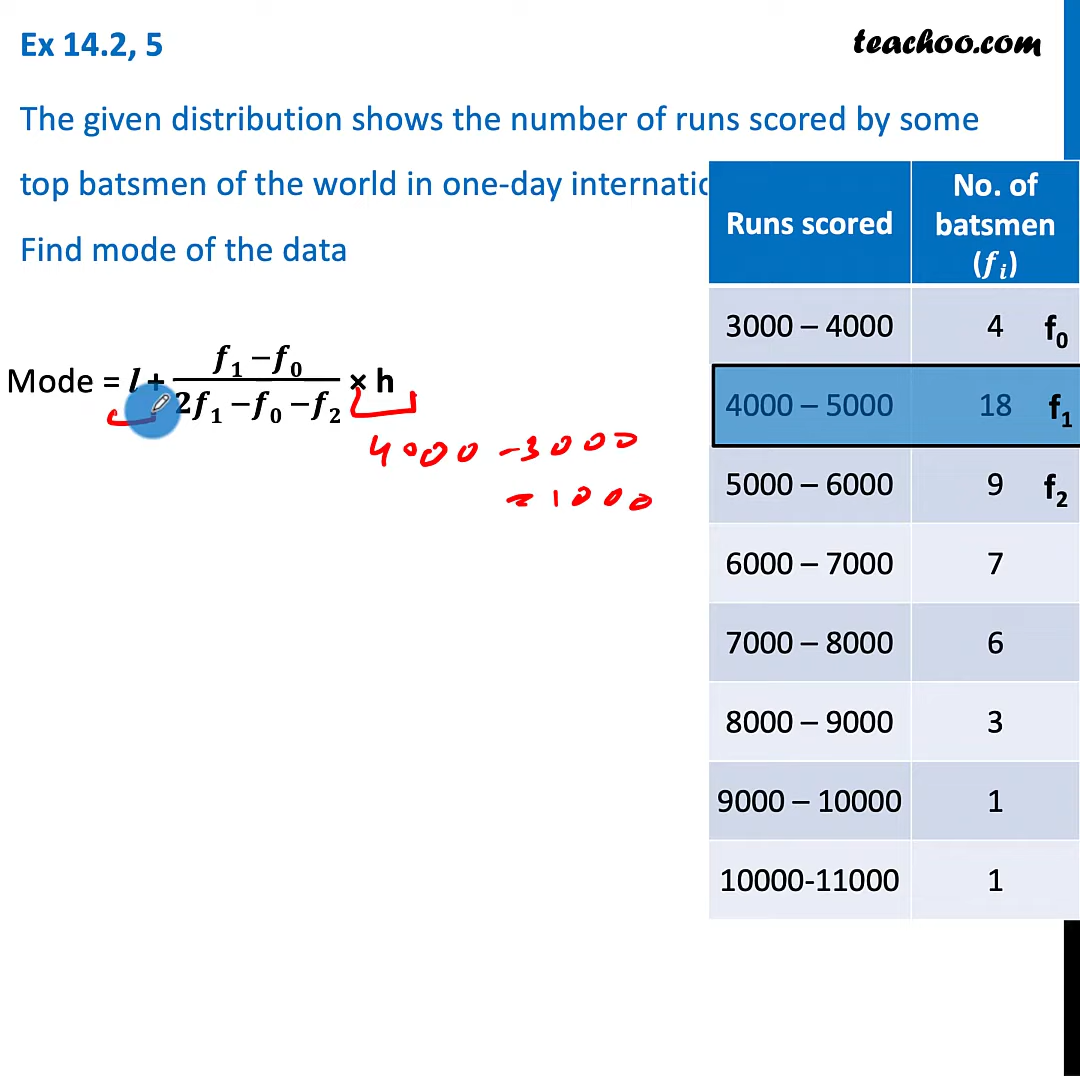 Ex 14.2, 5
teachoo.com
The given distribution shows the number of runs scored by some
top batsmen of the world in one-day
Find mode of the data
Mode = l + (f₁ − f₀)/(2f₁ − f₀ − f₂) × h
4000 - 3000
= 1000
Runs scored No. of batsmen (fᵢ)
3000 – 4000 4 f₀
4000 – 5000 18 f₁
5000 – 6000 9 f₂
6000 – 7000 7
7000 – 8000 6
8000 – 9000 3
9000 – 10000 1
10000-11000 1